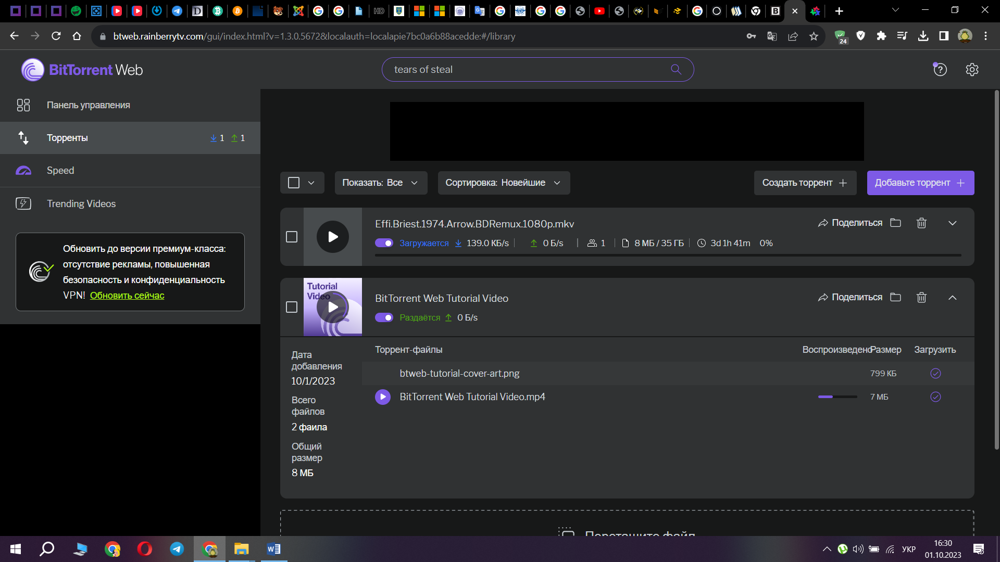 HD
D
B
btweb.rainberrytv.com/gui/index.html?v=1.3.0.5672&localauth=localapie7bc0a6b88acedde:#/library
24
BitTorrent Web
tears of steal
Панель управления
Торренты
1 1
Speed
Trending Videos
Обновить до версии премиум-класса:
отсутствие рекламы, повышенная
безопасность и конфиденциальность
VPN! Обновить сейчас
Показать: Все
Сортировка: Новейшие
Создать торрент
Добавьте торрент
Effi.Briest.1974.Arrow.BDRemux.1080p.mkv
Поделиться
Загружается 139.0 КБ/s 0 Б/s 1 8 МБ / 35 ГБ 3d 1h 41m 0%
Tutorial
Video
BitTorrent Web Tutorial Video
Поделиться
Раздаётся 0 Б/s
Дата
добавления
10/1/2023
Всего
файлов
2 фаила
Общий
размер
8 МБ
Торрент-файлы Воспроизведено Размер Загрузить
btweb-tutorial-cover-art.png 799 КБ
BitTorrent Web Tutorial Video.mp4 7 МБ
Перетащите файл
УКР
16:30
01.10.2023